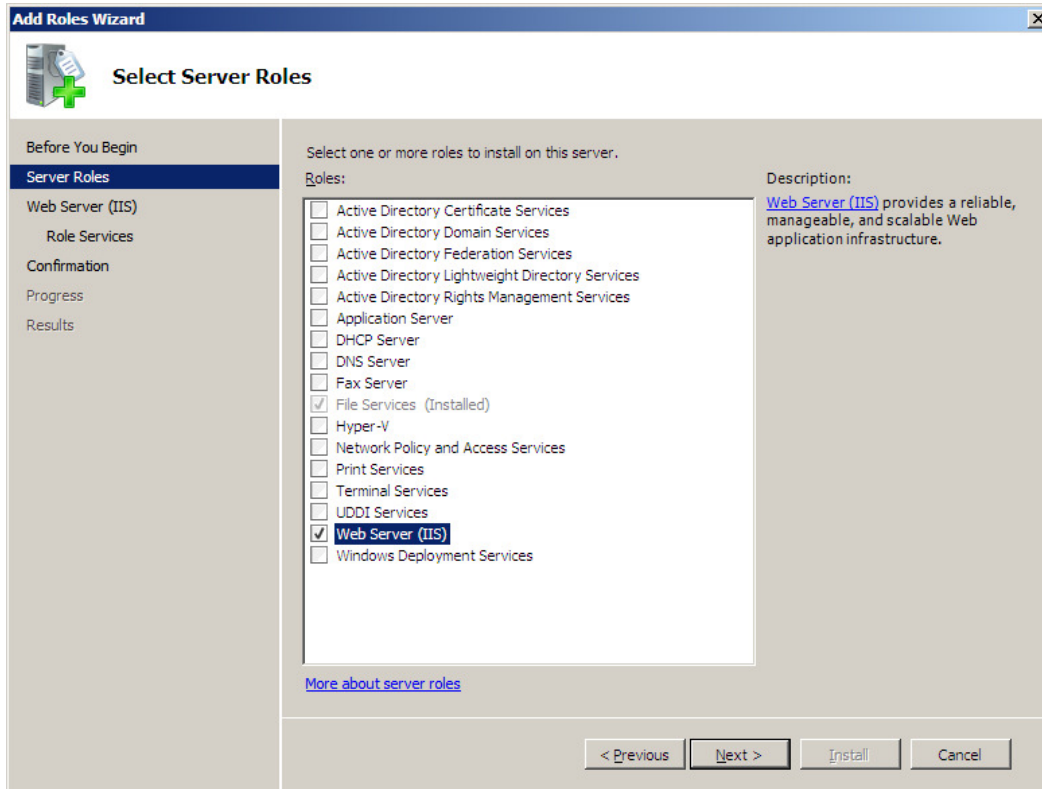 Add Roles Wizard
Select Server Roles
Before You Begin
Server Roles
Web Server (IIS)
Role Services
Confirmation
Progress
Results
Select one or more roles to install on this server.
Roles:
Active Directory Certificate Services
Active Directory Domain Services
Active Directory Federation Services
Active Directory Lightweight Directory Services
Active Directory Rights Management Services
Application Server
DHCP Server
DNS Server
Fax Server
File Services  (Installed)
Hyper-V
Network Policy and Access Services
Print Services
Terminal Services
UDDI Services
Web Server (IIS)
Windows Deployment Services
More about server roles
Description:
Web Server (IIS) provides a reliable,
manageable, and scalable Web
application infrastructure.
< Previous
Next >
Install
Cancel